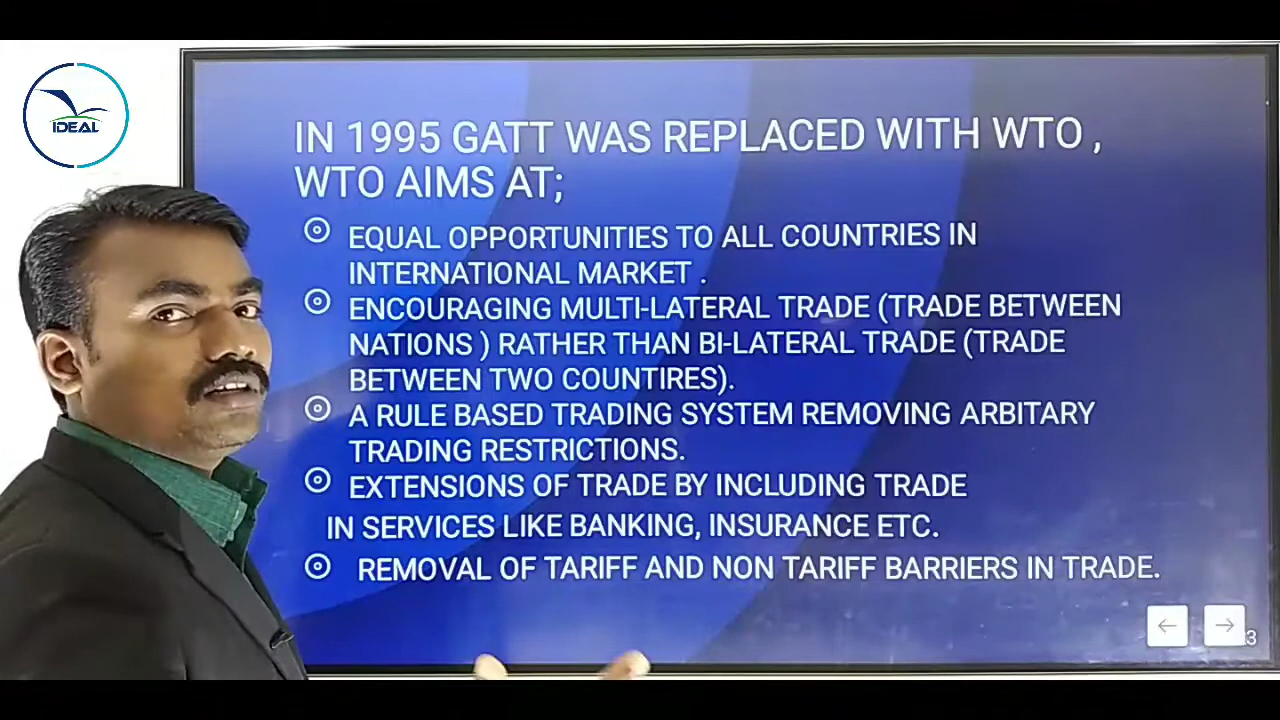 IDEAL
IN 1995 GATT WAS REPLACED WITH WTO ,
WTO AIMS AT;
EQUAL OPPORTUNITIES TO ALL COUNTRIES IN
INTERNATIONAL MARKET .
ENCOURAGING MULTI-LATERAL TRADE (TRADE BETWEEN
NATIONS ) RATHER THAN BI-LATERAL TRADE (TRADE
BETWEEN TWO COUNTIRES).
A RULE BASED TRADING SYSTEM REMOVING ARBITARY
TRADING RESTRICTIONS.
EXTENSIONS OF TRADE BY INCLUDING TRADE
IN SERVICES LIKE BANKING, INSURANCE ETC.
REMOVAL OF TARIFF AND NON TARIFF BARRIERS IN TRADE.
3